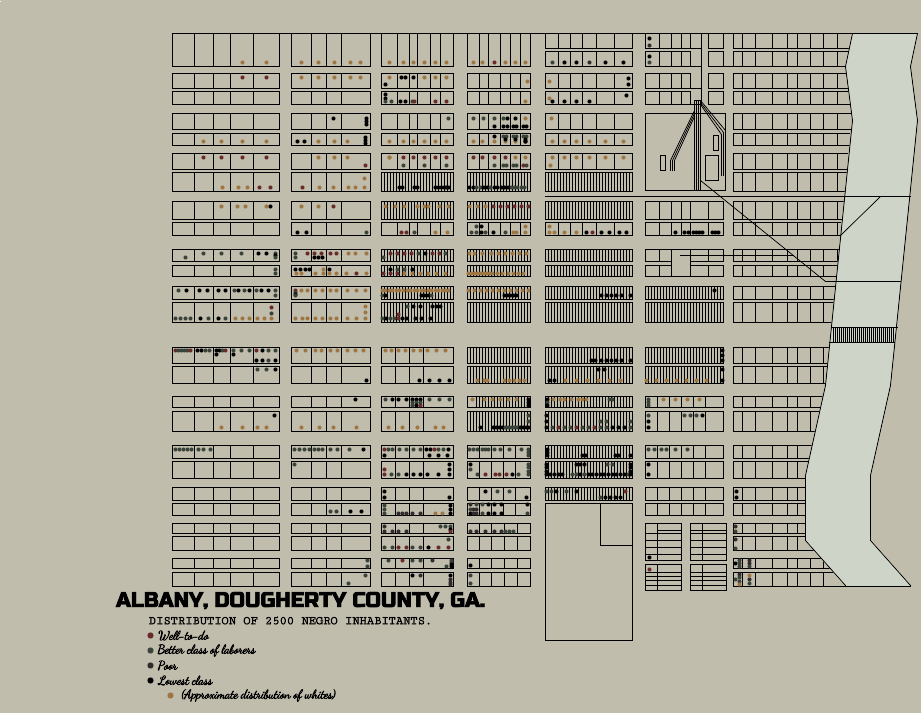 ALBANY, DOUGHERTY COUNTY, GA.
DISTRIBUTION OF 2500 NEGRO INHABITANTS.
Well-to-do
Better class of laborers
Poor
Lowest class
(Approximate distribution of whites)